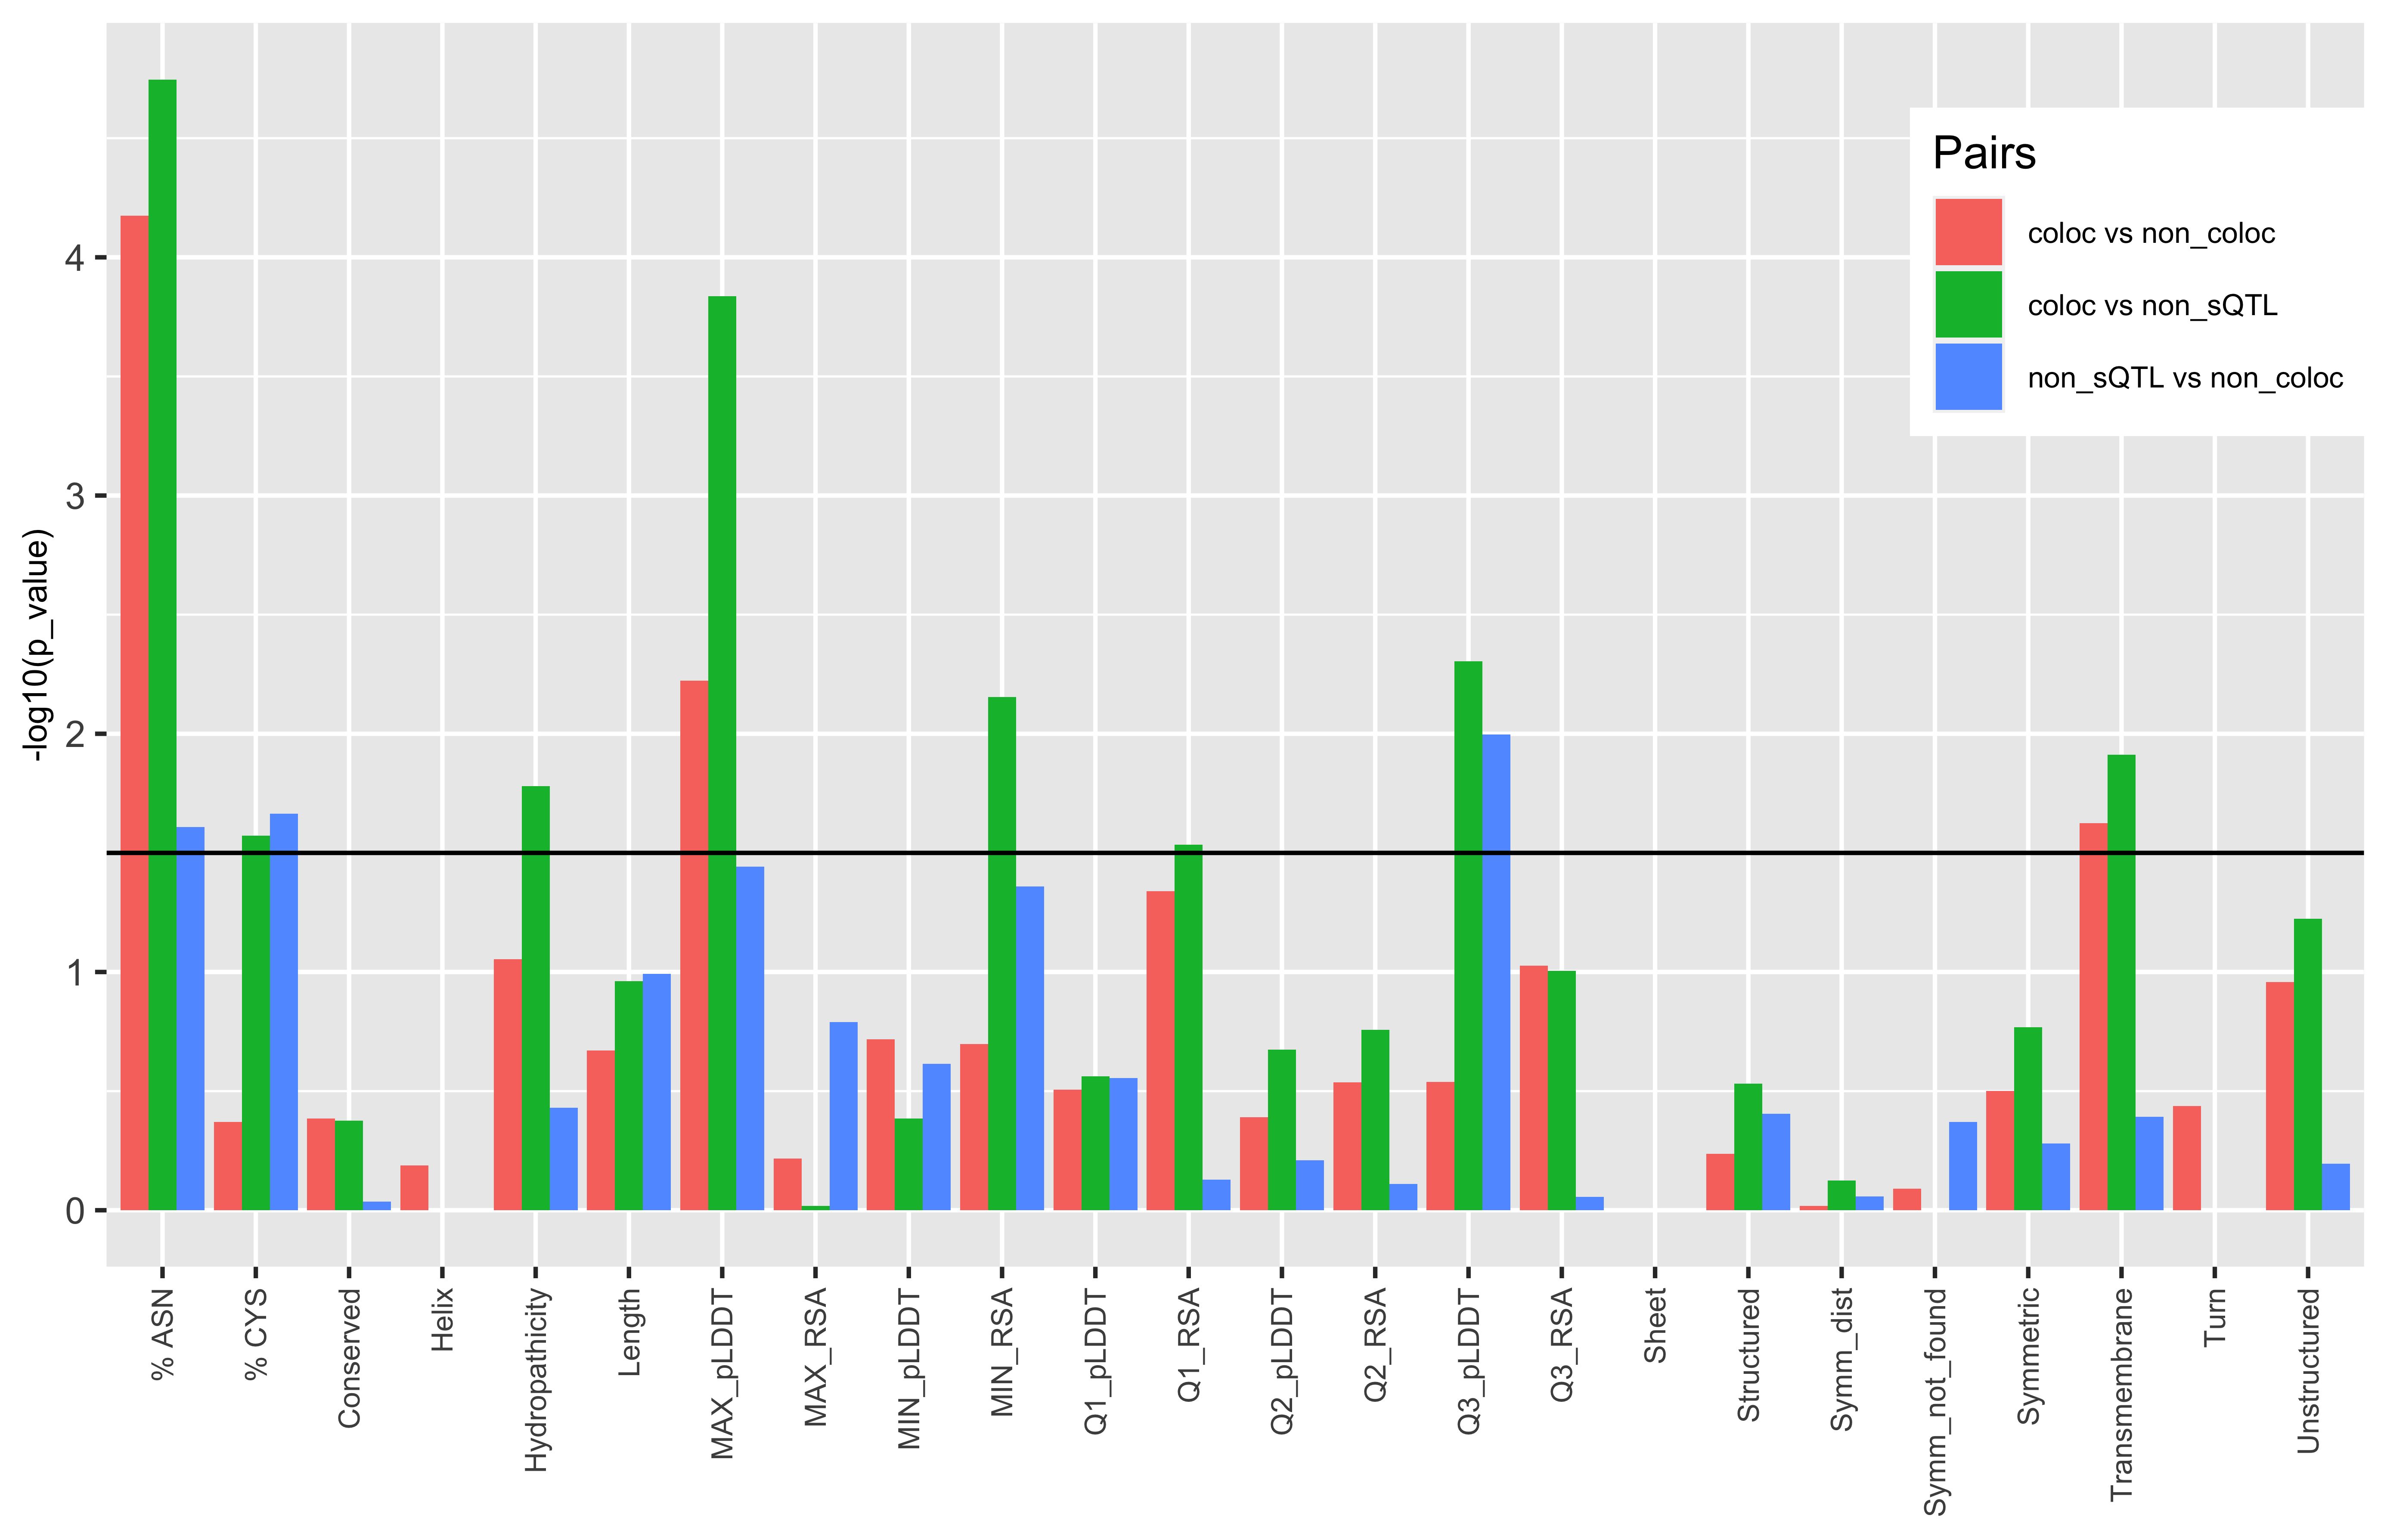 Pairs
coloc vs non_coloc
coloc vs non_sQTL
non_sQTL vs non_coloc
-log10(p_value)
4
3
2
1
0
% ASN
% CYS
Conserved
Helix
Hydropathicity
Length
MAX_pLDDT
MAX_RSA
MIN_pLDDT
MIN_RSA
Q1_pLDDT
Q1_RSA
Q2_pLDDT
Q2_RSA
Q3_pLDDT
Q3_RSA
Sheet
Structured
Symm_dist
Symm_not_found
Symmetric
Transmembrane
Turn
Unstructured